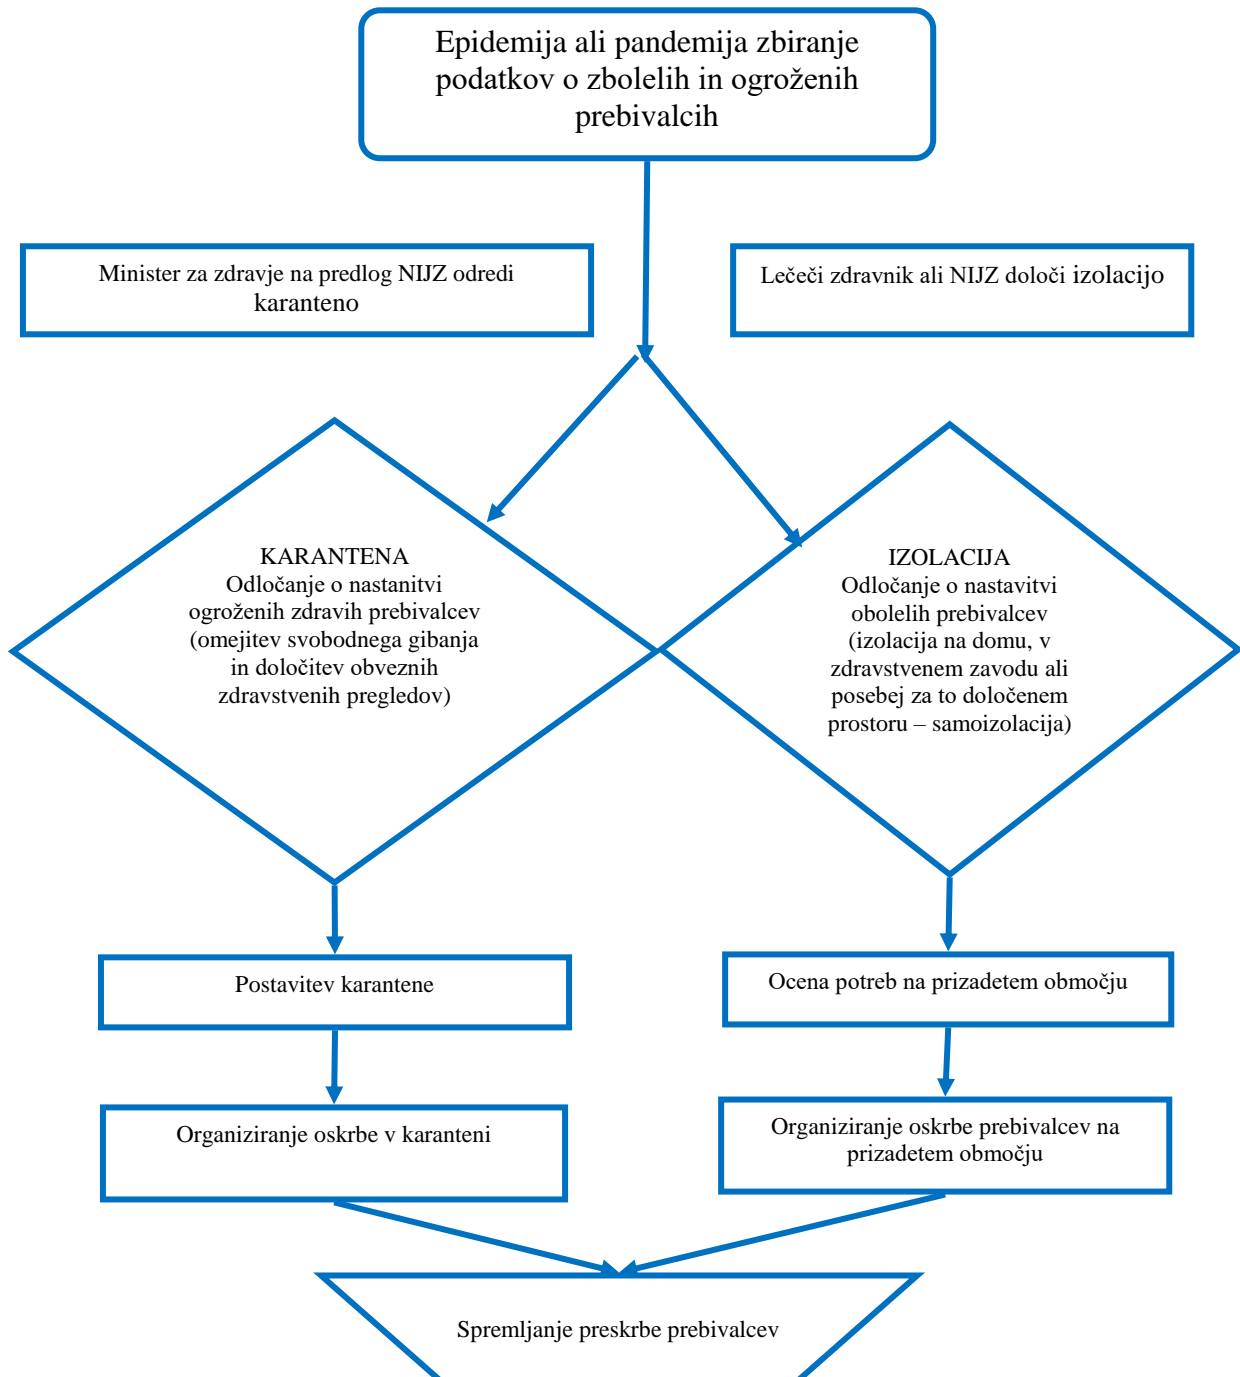 Epidemija ali pandemija zbiranje
podatkov o zbolelih in ogroženih
prebivalcih
Minister za zdravje na predlog NIJZ odredi
karanteno
Lečeči zdravnik ali NIJZ določi izolacijo
KARANTENA
Odločanje o nastanitvi
ogroženih zdravih prebivalcev
(omejitev svobodnega gibanja
in določitev obveznih
zdravstvenih pregledov)
IZOLACIJA
Odločanje o nastavitvi
obolelih prebivalcev
(izolacija na domu, v
zdravstvenem zavodu ali
posebej za to določenem
prostoru – samoizolacija)
Postavitev karantene
Ocena potreb na prizadetem območju
Organiziranje oskrbe v karanteni
Organiziranje oskrbe prebivalcev na
prizadetem območju
Spremljanje preskrbe prebivalcev